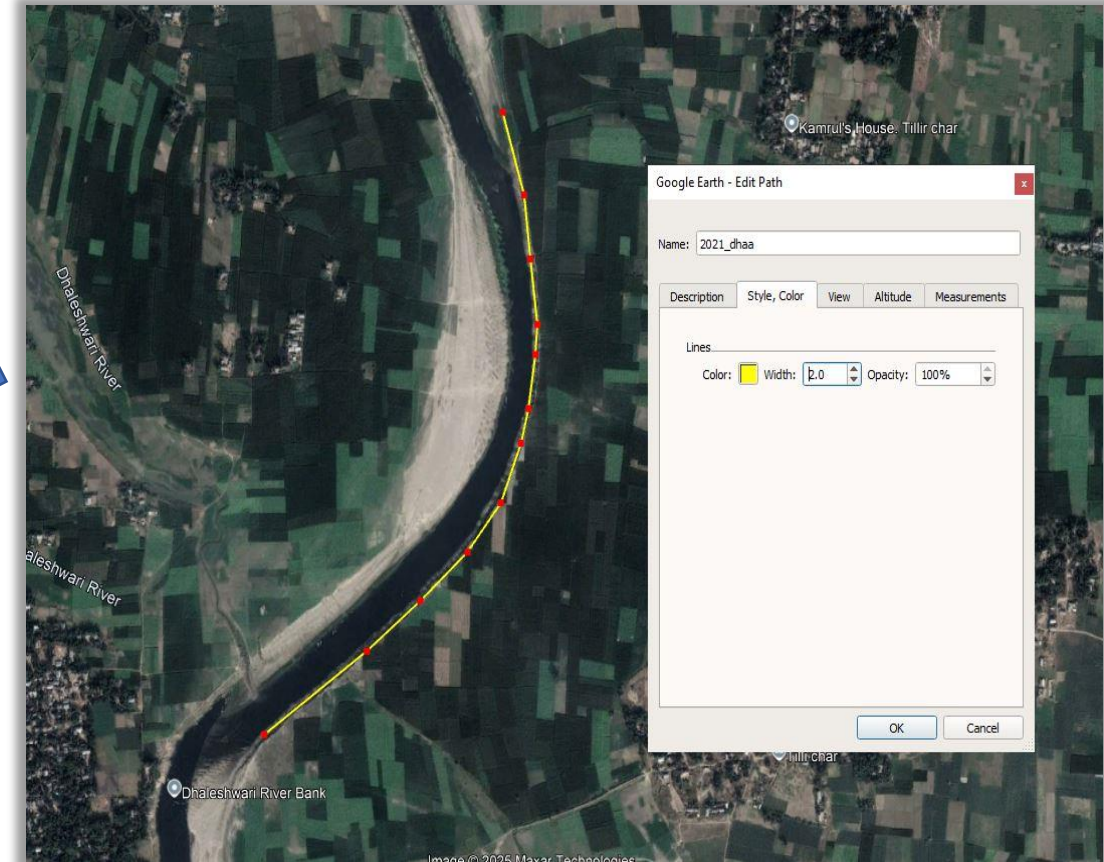 Kamrul's House. Tillir char
Google Earth - Edit Path
x
Name: 2021_dhaa
Description Style, Color View Altitude Measurements
Lines
Color: Width: 2.0 Opacity: 100%
OK Cancel
Dhaleshwari River
aleshwari River
Tillir char
Dhaleshwari River Bank
Image © 2025 Maxar Technologies